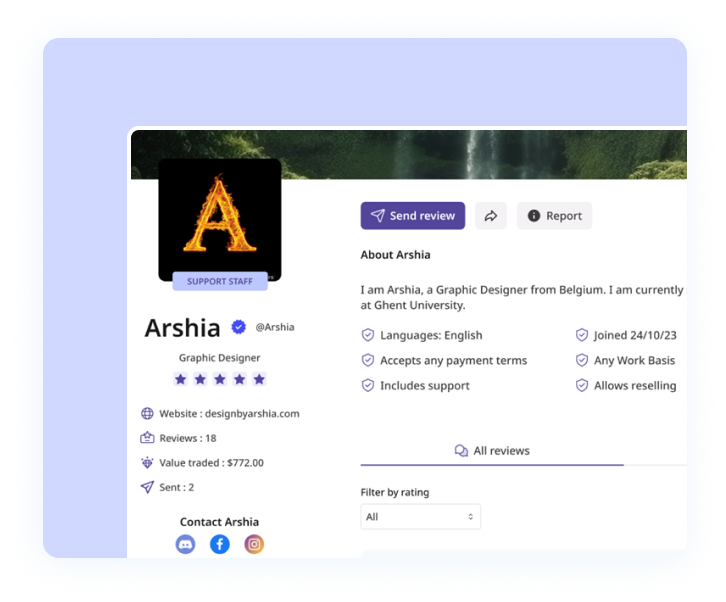 A
SUPPORT STAFF
Arshia
@Arshia
Graphic Designer
Website : designbyarshia.com
Reviews : 18
Value traded : $772.00
Sent : 2
Contact Arshia
Send review
Report
About Arshia
I am Arshia, a Graphic Designer from Belgium. I am currently
at Ghent University.
Languages: English
Joined 24/10/23
Accepts any payment terms
Any Work Basis
Includes support
Allows reselling
All reviews
Filter by rating
All